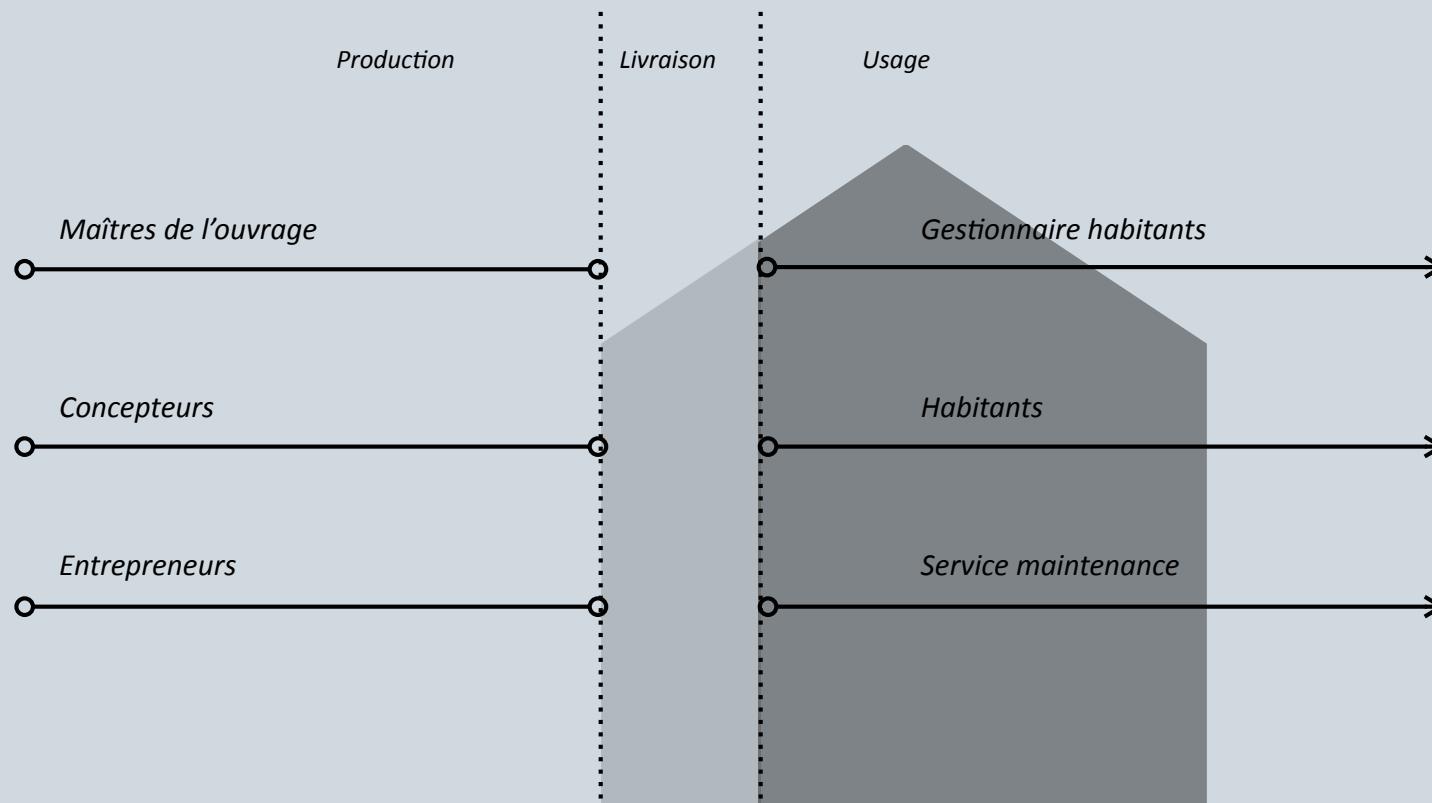 Production
Livraison
Usage
Maîtres de l’ouvrage
Gestionnaire habitants
Concepteurs
Habitants
Entrepreneurs
Service maintenance